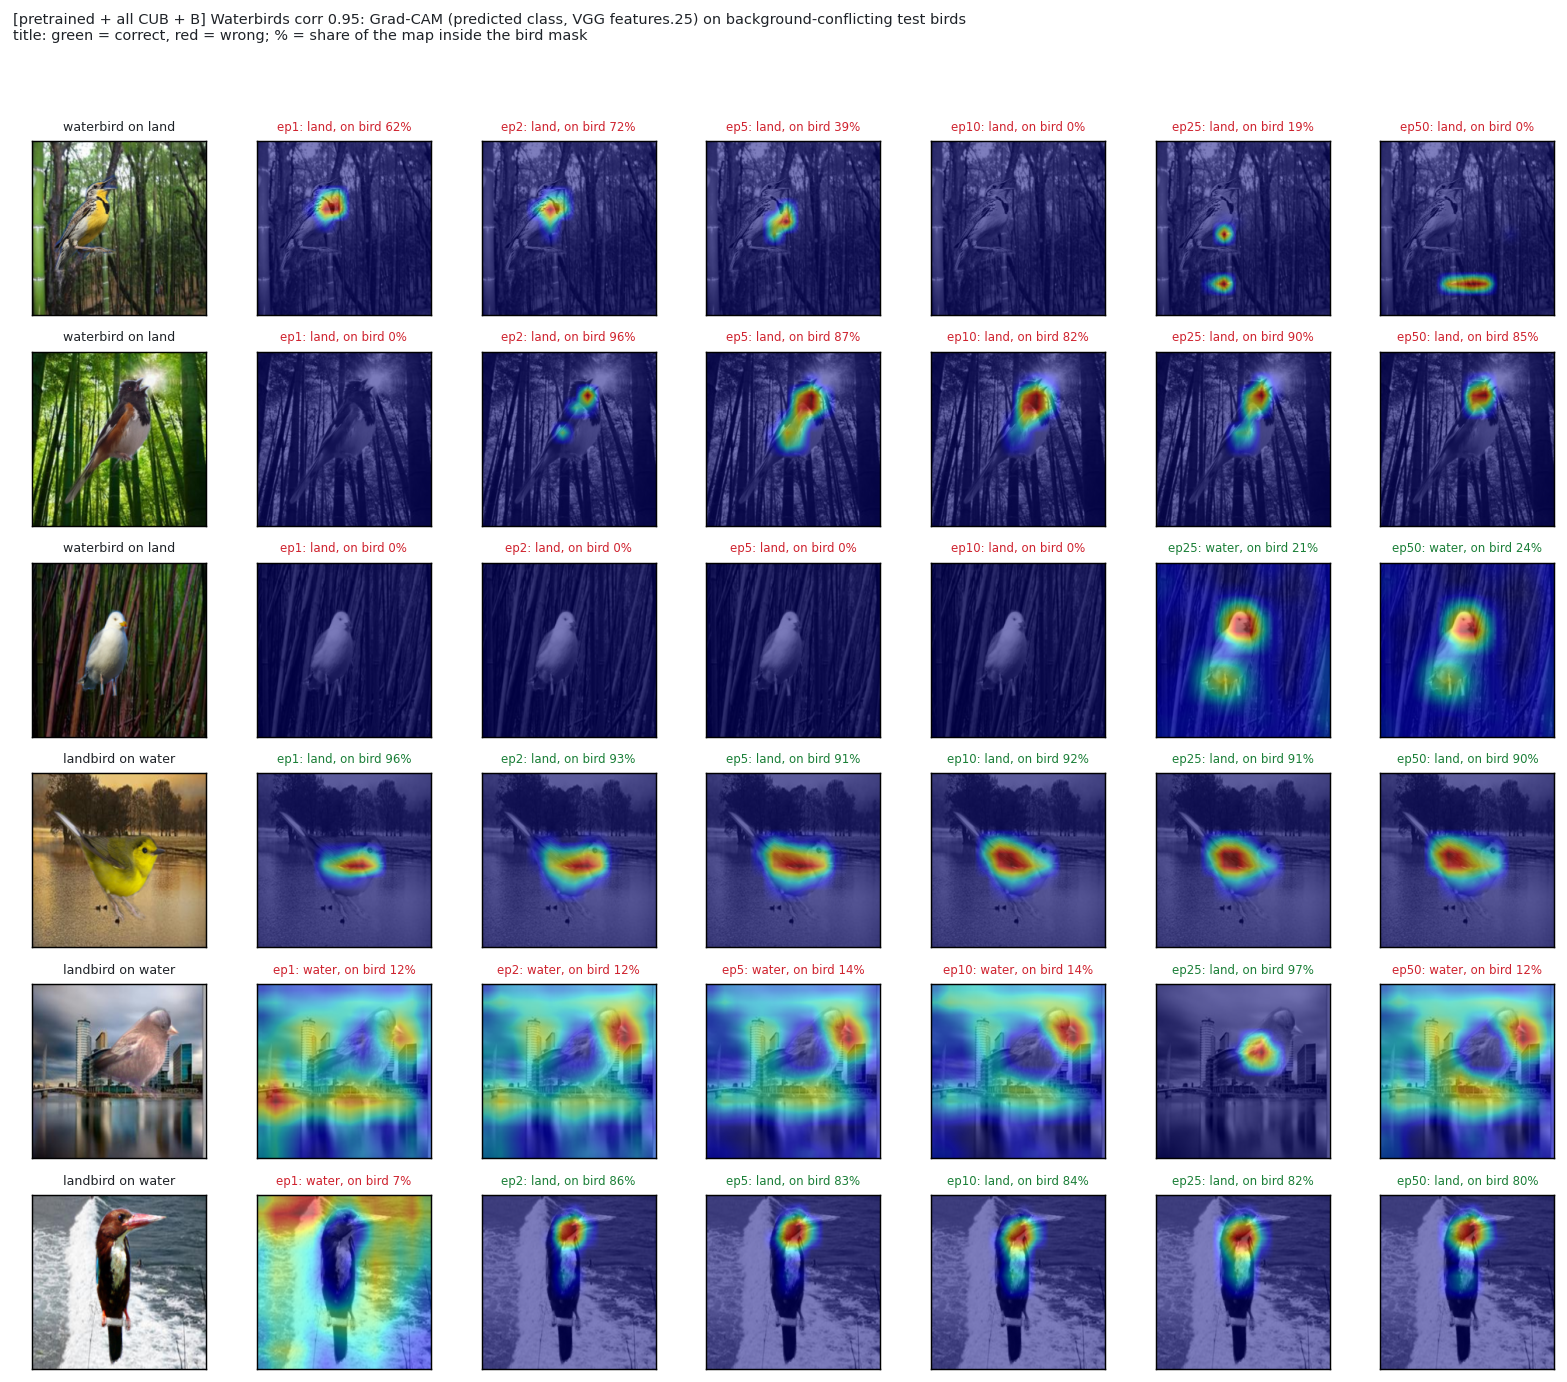 [pretrained + all CUB + B] Waterbirds corr 0.95: Grad-CAM (predicted class, VGG features.25) on background-conflicting test birds
title: green = correct, red = wrong; % = share of the map inside the bird mask
waterbird on land
ep1: land, on bird 62%
ep2: land, on bird 72%
ep5: land, on bird 39%
ep10: land, on bird 0%
ep25: land, on bird 19%
ep50: land, on bird 0%
waterbird on land
ep1: land, on bird 0%
ep2: land, on bird 96%
ep5: land, on bird 87%
ep10: land, on bird 82%
ep25: land, on bird 90%
ep50: land, on bird 85%
waterbird on land
ep1: land, on bird 0%
ep2: land, on bird 0%
ep5: land, on bird 0%
ep10: land, on bird 0%
ep25: water, on bird 21%
ep50: water, on bird 24%
landbird on water
ep1: land, on bird 96%
ep2: land, on bird 93%
ep5: land, on bird 91%
ep10: land, on bird 92%
ep25: land, on bird 91%
ep50: land, on bird 90%
landbird on water
ep1: water, on bird 12%
ep2: water, on bird 12%
ep5: water, on bird 14%
ep10: water, on bird 14%
ep25: land, on bird 97%
ep50: water, on bird 12%
landbird on water
ep1: water, on bird 7%
ep2: land, on bird 86%
ep5: land, on bird 83%
ep10: land, on bird 84%
ep25: land, on bird 82%
ep50: land, on bird 80%